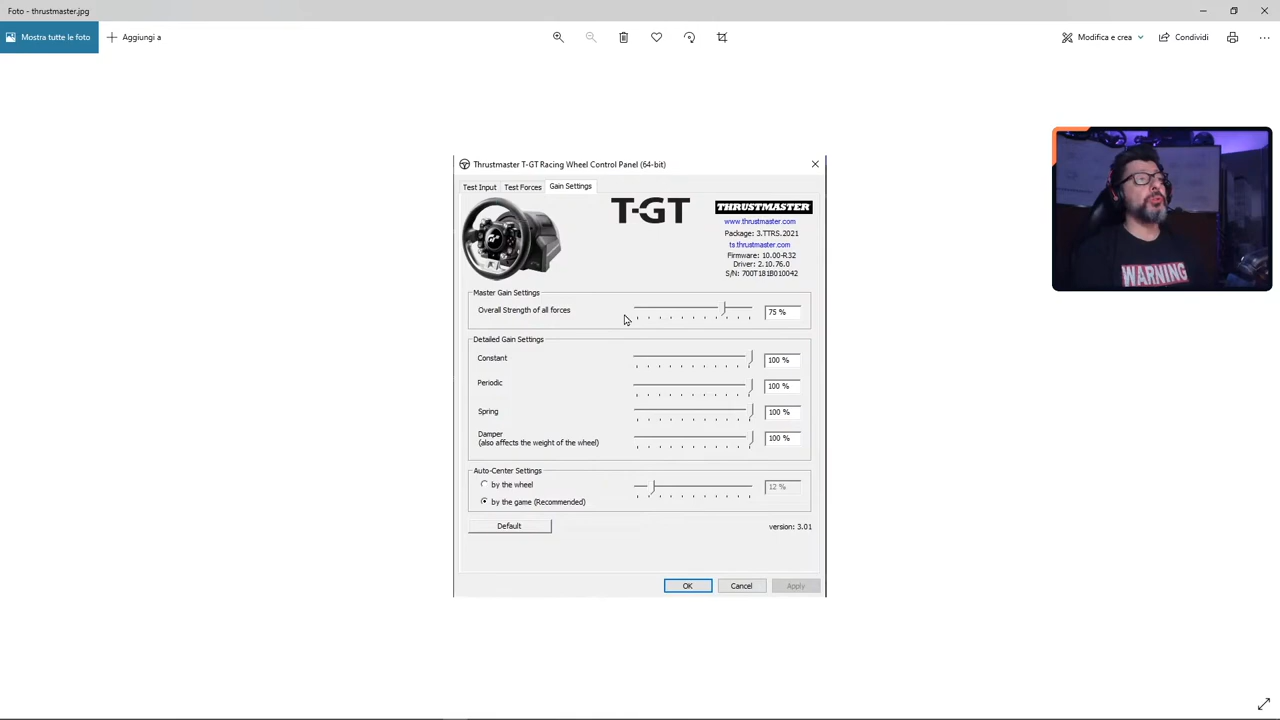 Foto - thrustmaster.jpg
Mostra tutte le foto
Aggiungi a
Modifica e crea
Condividi
Thrustmaster T-GT Racing Wheel Control Panel (64-bit)
Test Input
Test Forces
Gain Settings
T-GT
THRUSTMASTER
www.thrustmaster.com
Package: 3.TTRS.2021
ts.thrustmaster.com
Firmware: 10.00-R32
Driver: 2.10.76.0
S/N: 700T181B010042
Master Gain Settings
Overall Strength of all forces
75 %
Detailed Gain Settings
Constant
100 %
Periodic
100 %
Spring
100 %
Damper
(also affects the weight of the wheel)
100 %
Auto-Center Settings
by the wheel
12 %
by the game (Recommended)
Default
version: 3.01
OK
Cancel
Apply
WARNING